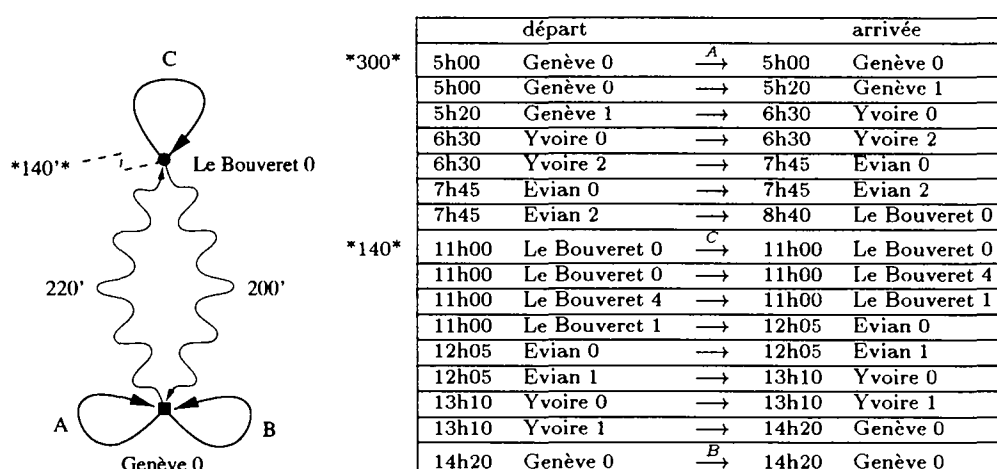 C
*140'*
Le Bouveret 0
220'
200'
A
B
Genève 0
départ arrivée
*300* 5h00 Genève 0 A → 5h00 Genève 0
5h00 Genève 0 → 5h20 Genève 1
5h20 Genève 1 → 6h30 Yvoire 0
6h30 Yvoire 0 → 6h30 Yvoire 2
6h30 Yvoire 2 → 7h45 Evian 0
7h45 Evian 0 → 7h45 Evian 2
7h45 Evian 2 → 8h40 Le Bouveret 0
*140* 11h00 Le Bouveret 0 C → 11h00 Le Bouveret 0
11h00 Le Bouveret 0 → 11h00 Le Bouveret 4
11h00 Le Bouveret 4 → 11h00 Le Bouveret 1
11h00 Le Bouveret 1 → 12h05 Evian 0
12h05 Evian 0 → 12h05 Evian 1
12h05 Evian 1 → 13h10 Yvoire 0
13h10 Yvoire 0 → 13h10 Yvoire 1
13h10 Yvoire 1 → 14h20 Genève 0
14h20 Genève 0 B → 14h20 Genève 0